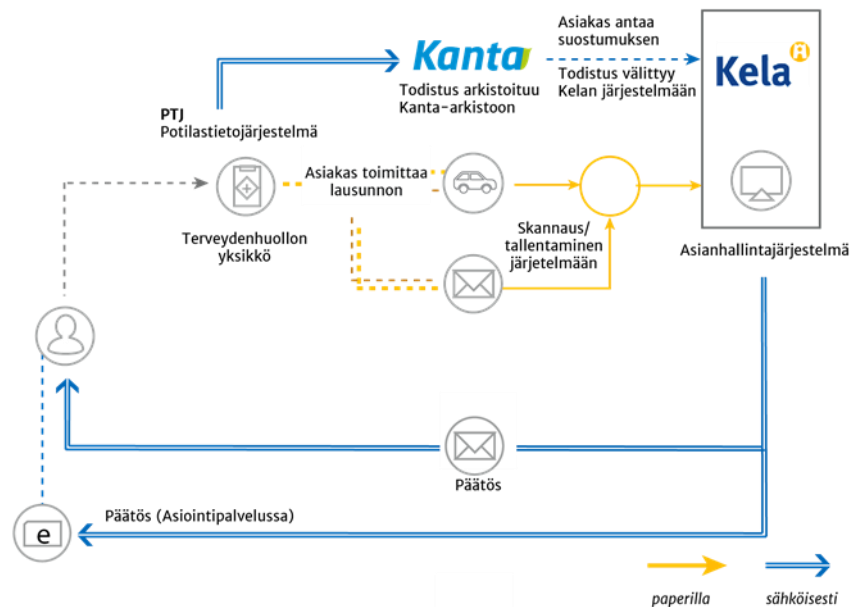 Asiakas antaa
suostumuksen
Kanta
Kela
Todistus arkistoituu
Kanta-arkistoon
Todistus välittyy
Kelan järjestelmään
PTJ
Potilastietojärjestelmä
Asiakas toimittaa
lausunnon
Terveydenhuollon
yksikkö
Skannaus/
tallentaminen
järjetelmään
Asianhallintajärjestelmä
Päätös
Päätös (Asiointipalvelussa)
e
paperilla
sähköisesti